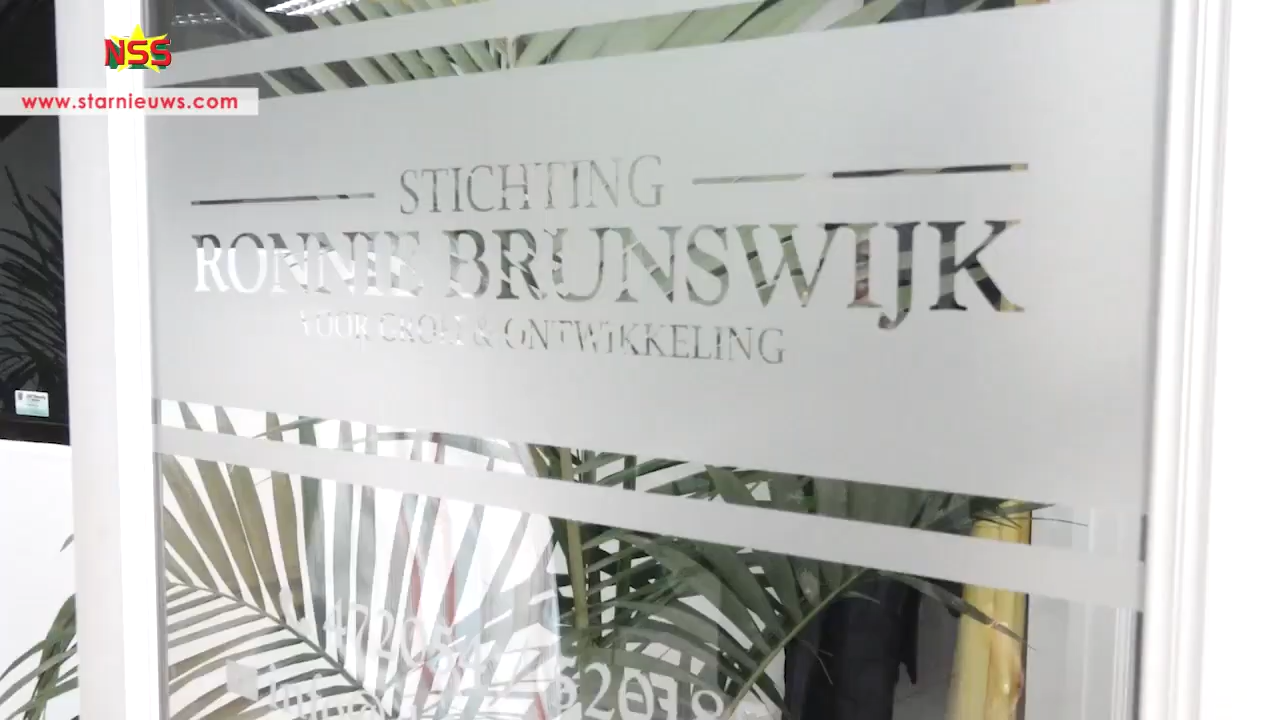 NSS
www.starnieuws.com
STICHTING
RONNIE BRUNSWIJK
VOOR GROEI & ONTWIKKELING